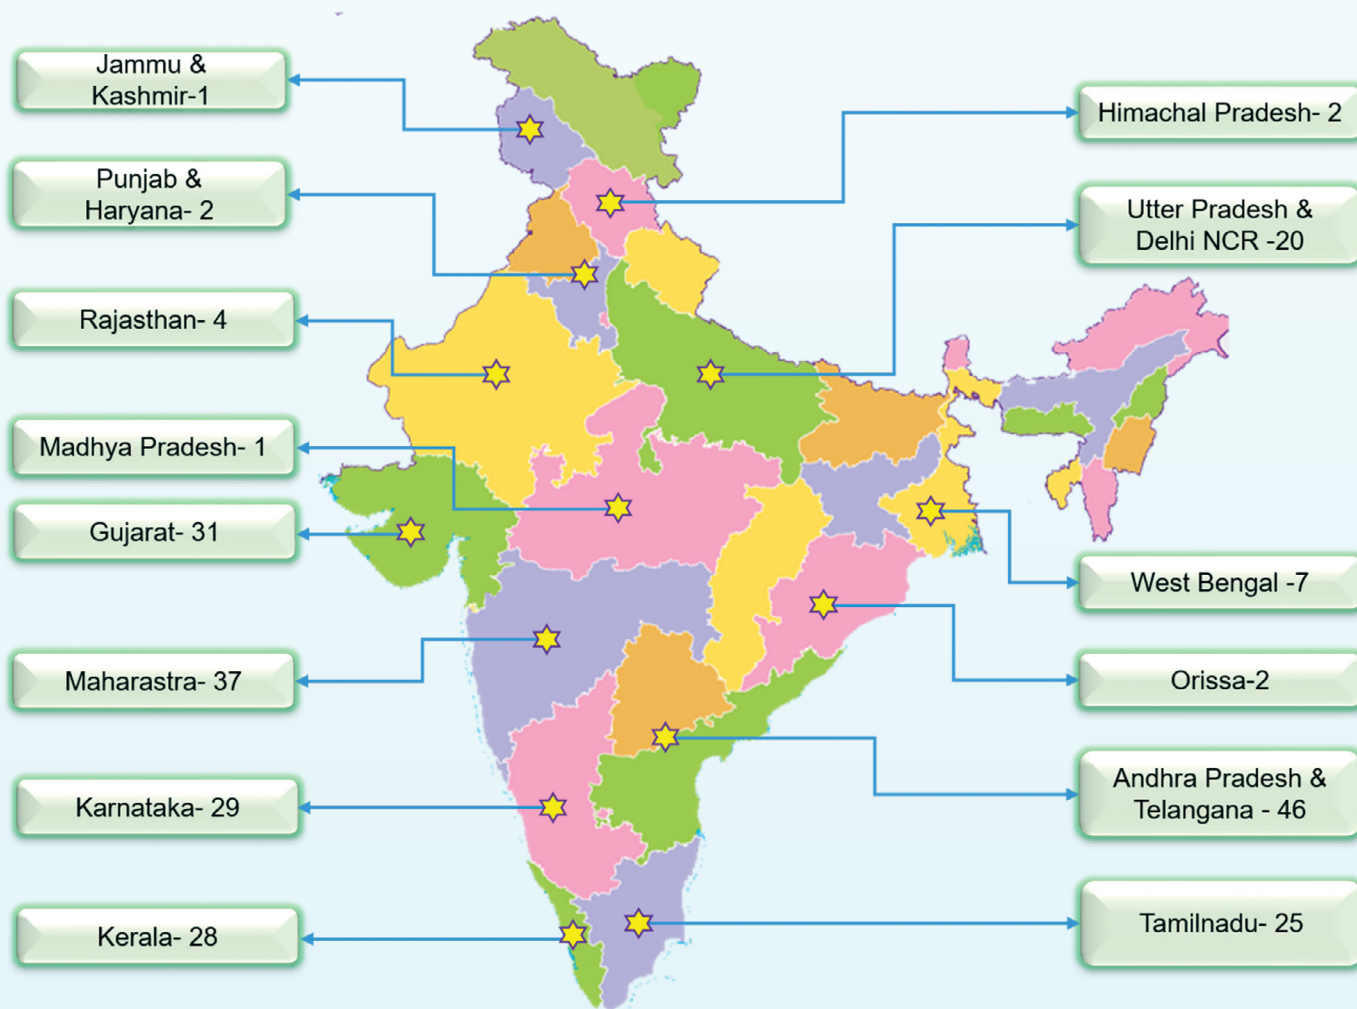 Jammu &
Kashmir-1
Punjab &
Haryana- 2
Rajasthan- 4
Madhya Pradesh- 1
Gujarat- 31
Maharastra- 37
Karnataka- 29
Kerala- 28
Himachal Pradesh- 2
Utter Pradesh &
Delhi NCR -20
West Bengal -7
Orissa-2
Andhra Pradesh &
Telangana - 46
Tamilnadu- 25